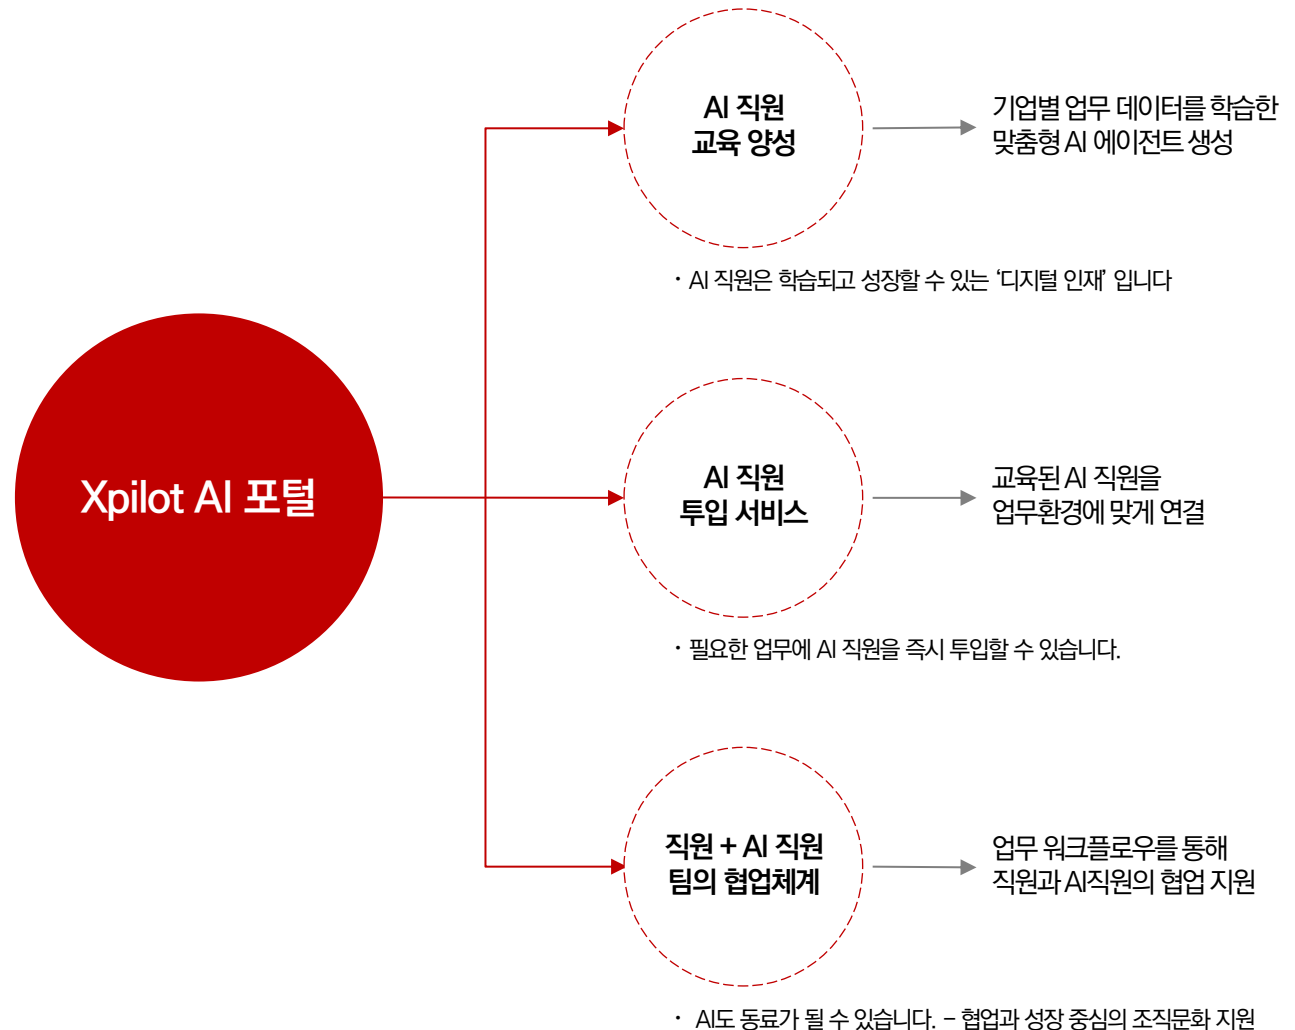 Xpilot AI 포털
AI 직원
교육 양성
기업별 업무 데이터를 학습한
맞춤형 AI 에이전트 생성
· AI 직원은 학습되고 성장할 수 있는 ‘디지털 인재’ 입니다
AI 직원
투입 서비스
교육된 AI 직원을
업무환경에 맞게 연결
· 필요한 업무에 AI 직원을 즉시 투입할 수 있습니다.
직원 + AI 직원
팀의 협업체계
업무 워크플로우를 통해
직원과 AI직원의 협업 지원
· AI도 동료가 될 수 있습니다. – 협업과 성장 중심의 조직문화 지원